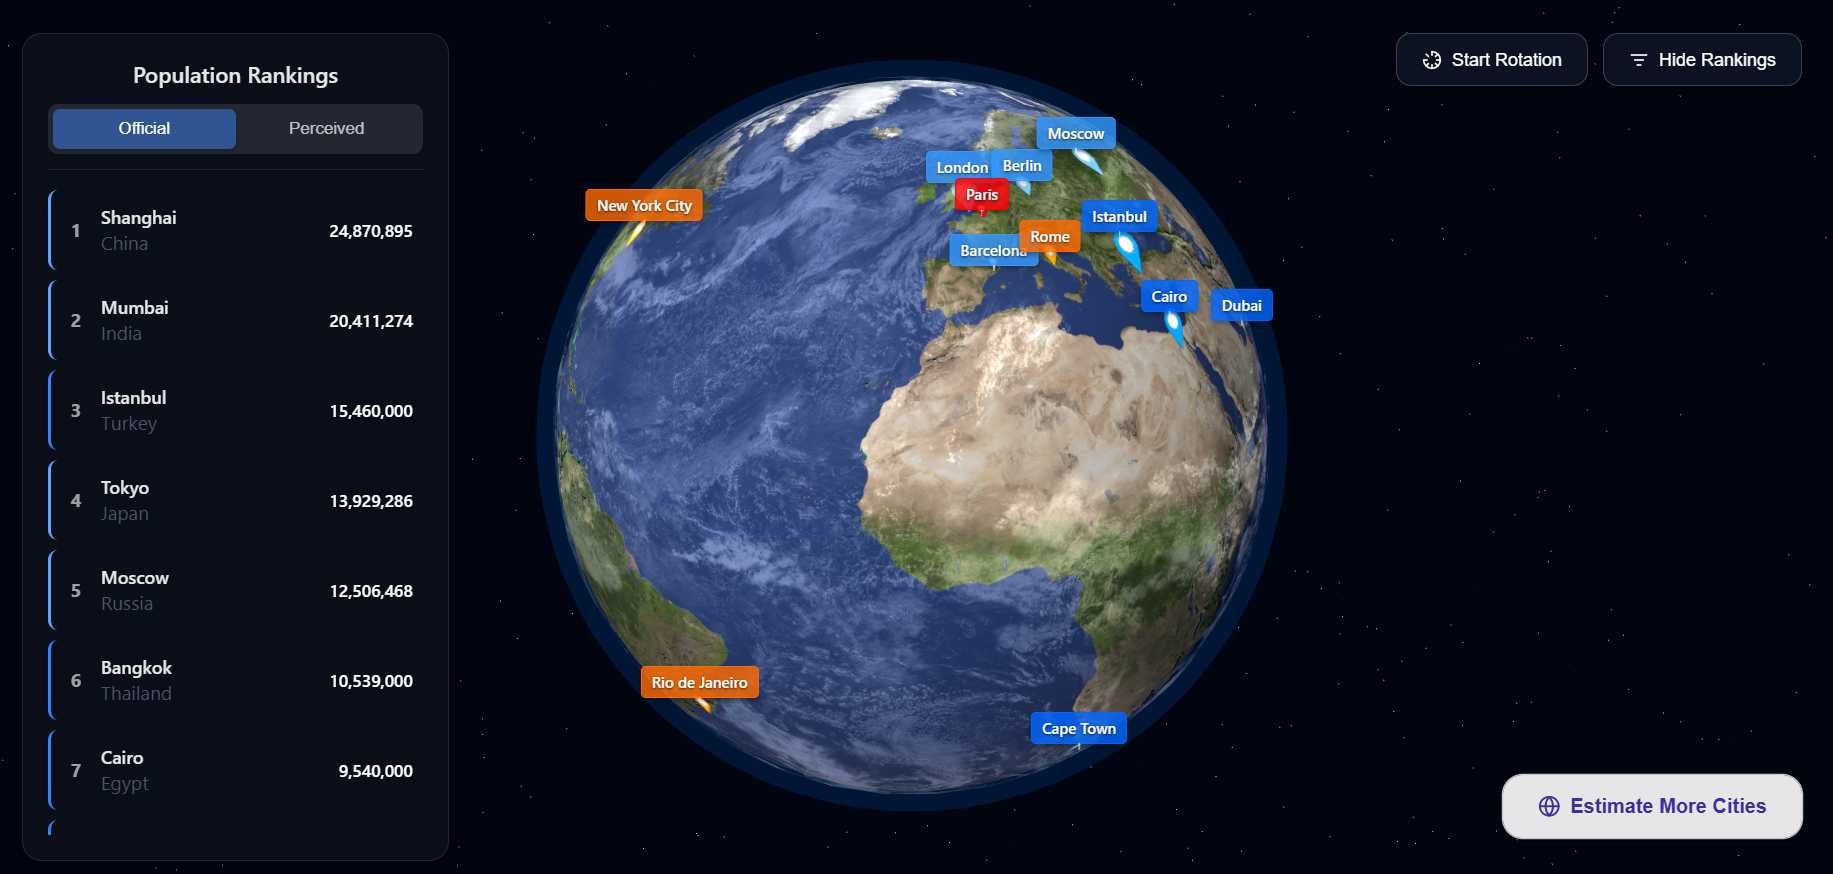 Population Rankings
Official
Perceived
1
Shanghai
China
24,870,895
2
Mumbai
India
20,411,274
3
Istanbul
Turkey
15,460,000
4
Tokyo
Japan
13,929,286
5
Moscow
Russia
12,506,468
6
Bangkok
Thailand
10,539,000
7
Cairo
Egypt
9,540,000
Start Rotation
Hide Rankings
Moscow
London
Berlin
Paris
New York City
Istanbul
Rome
Barcelona
Cairo
Dubai
Rio de Janeiro
Cape Town
Estimate More Cities